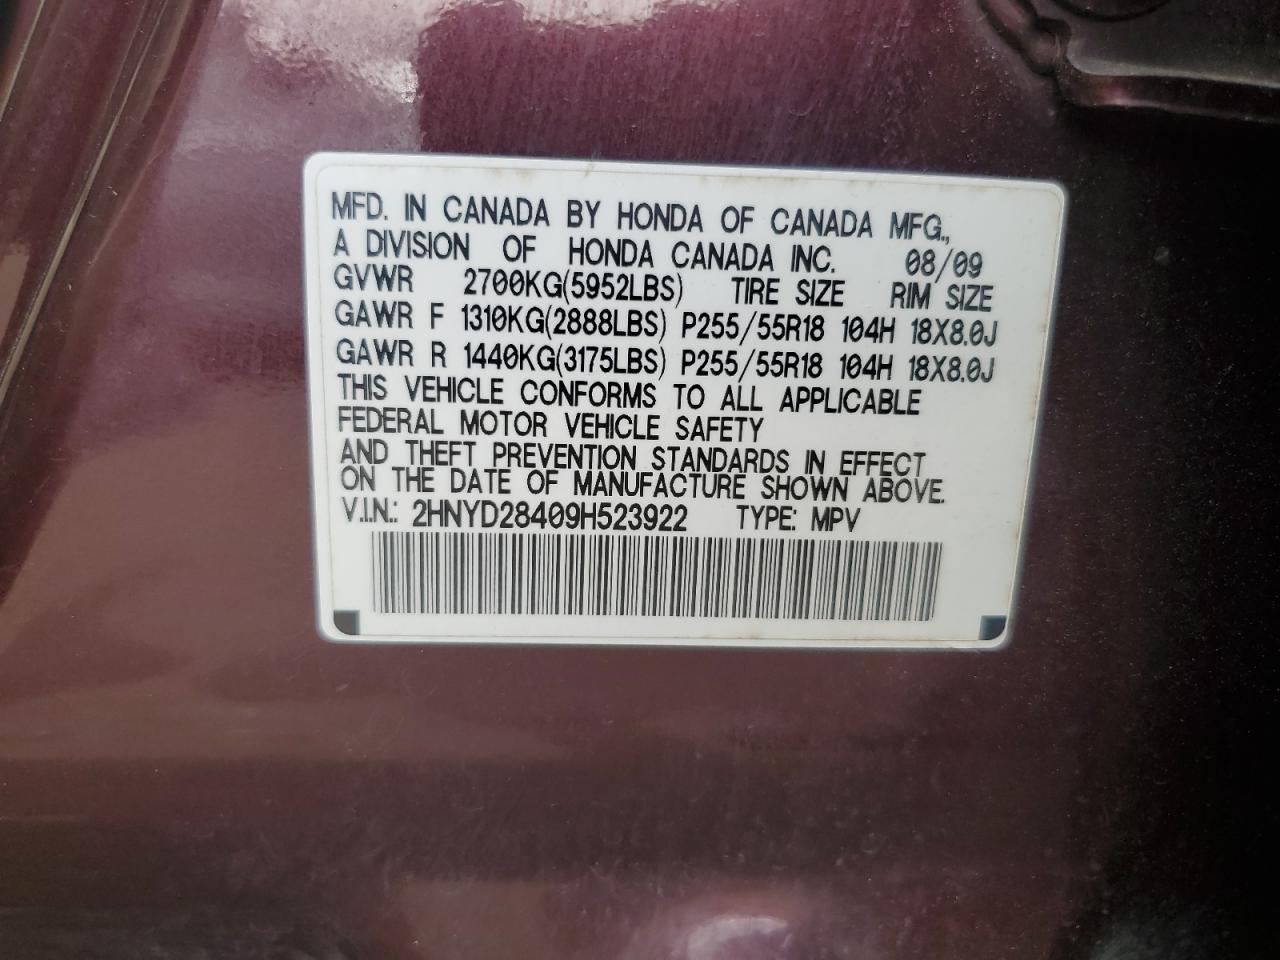 MFD. IN CANADA BY HONDA OF CANADA MFG.,
A DIVISION OF HONDA CANADA INC. 08/09
GVWR 2700KG(5952LBS) TIRE SIZE RIM SIZE
GAWR F 1310KG(2888LBS) P255/55R18 104H 18X8.0J
GAWR R 1440KG(3175LBS) P255/55R18 104H 18X8.0J
THIS VEHICLE CONFORMS TO ALL APPLICABLE
FEDERAL MOTOR VEHICLE SAFETY
AND THEFT PREVENTION STANDARDS IN EFFECT
ON THE DATE OF MANUFACTURE SHOWN ABOVE.
V.I.N.: 2HNYD28409H523922 TYPE: MPV